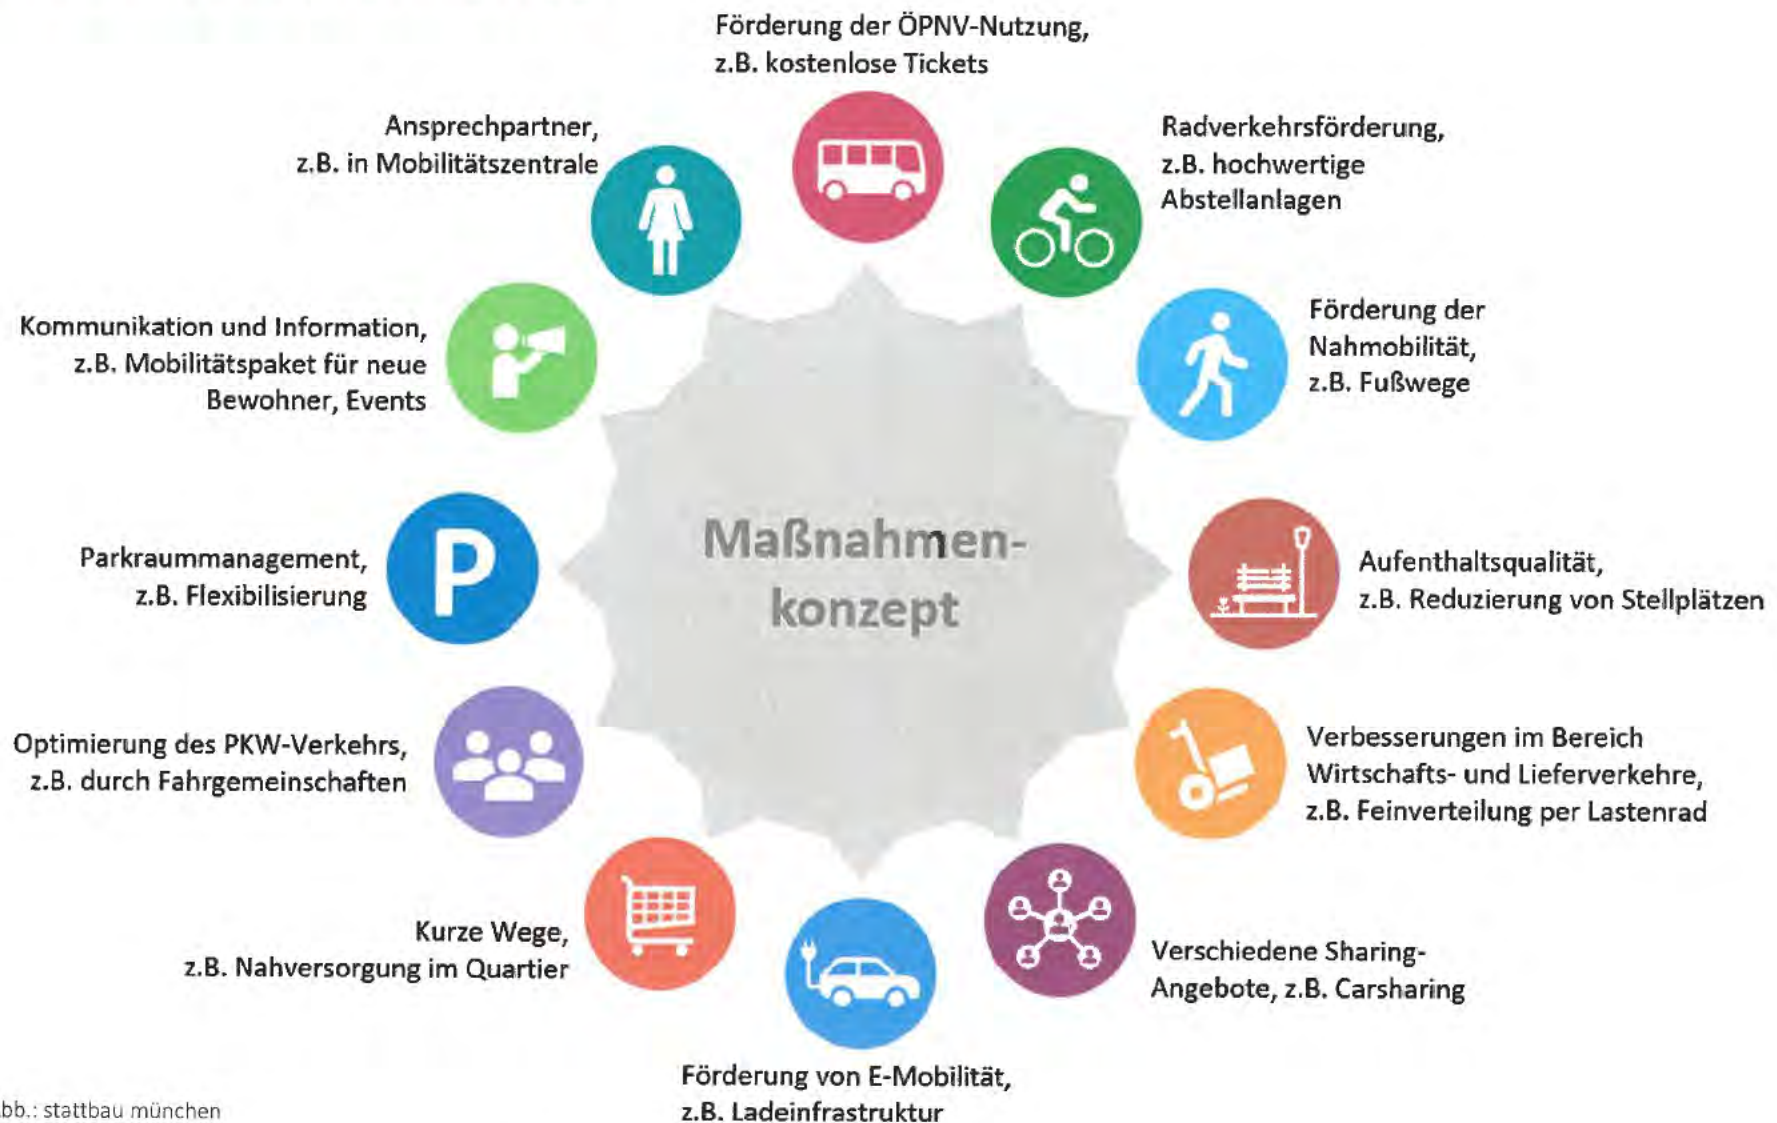 Förderung der ÖPNV-Nutzung,
z.B. kostenlose Tickets
Radverkehrsförderung,
z.B. hochwertige
Abstellanlagen
Förderung der
Nahmobilität,
z.B. Fußwege
Aufenthaltsqualität,
z.B. Reduzierung von Stellplätzen
Verbesserungen im Bereich
Wirtschafts- und Lieferverkehre,
z.B. Feinverteilung per Lastenrad
Verschiedene Sharing-
Angebote, z.B. Carsharing
Förderung von E-Mobilität,
z.B. Ladeinfrastruktur
Kurze Wege,
z.B. Nahversorgung im Quartier
Optimierung des PKW-Verkehrs,
z.B. durch Fahrgemeinschaften
P
Parkraummanagement,
z.B. Flexibilisierung
Kommunikation und Information,
z.B. Mobilitätspaket für neue
Bewohner, Events
Ansprechpartner,
z.B. in Mobilitätszentrale
Maßnahmen-
konzept
bb.: stattbau münchen